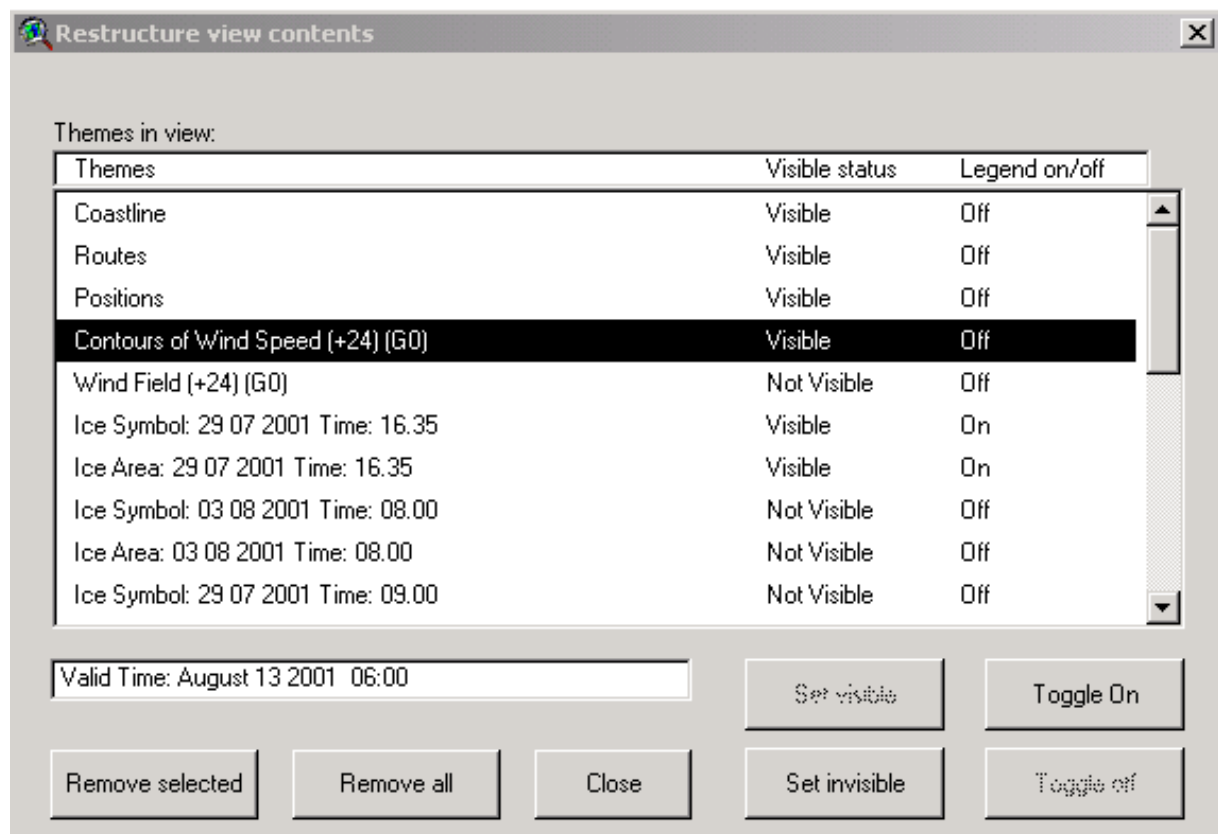 Restructure view contents
Themes in view:
Themes Visible status Legend on/off
Coastline Visible Off
Routes Visible Off
Positions Visible Off
Contours of Wind Speed (+24) (G0) Visible Off
Wind Field (+24) (G0) Not Visible Off
Ice Symbol: 29 07 2001 Time: 16.35 Visible On
Ice Area: 29 07 2001 Time: 16.35 Visible On
Ice Symbol: 03 08 2001 Time: 08.00 Not Visible Off
Ice Area: 03 08 2001 Time: 08.00 Not Visible Off
Ice Symbol: 29 07 2001 Time: 09.00 Not Visible Off
Valid Time: August 13 2001  06:00
Set visible Toggle On
Remove selected Remove all Close Set invisible Toggle off